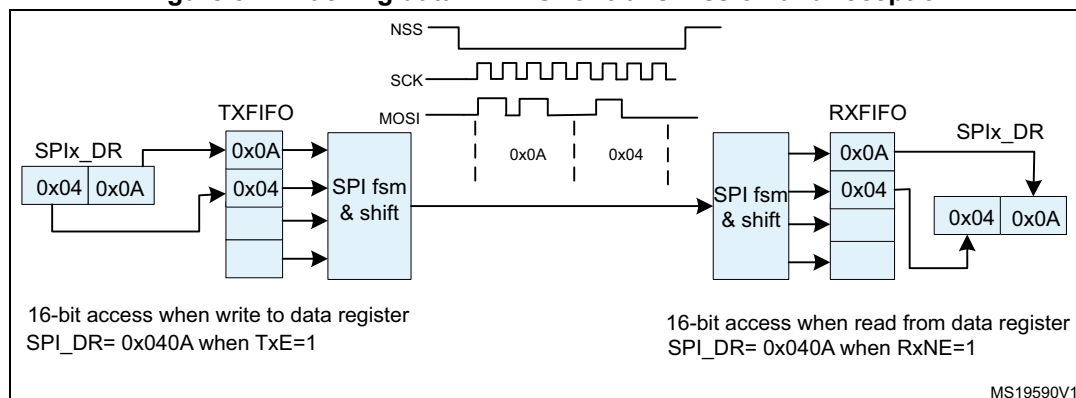 NSS
SCK
MOSI
TXFIFO
RXFIFO
SPIx_DR
0x04 0x0A
0x0A
0x04
SPI fsm
& shift
0x0A
0x04
SPI fsm
& shift
0x0A
0x04
SPIx_DR
0x04 0x0A
16-bit access when write to data register
SPI_DR= 0x040A when TxE=1
16-bit access when read from data register
SPI_DR= 0x040A when RxNE=1
MS19590V1